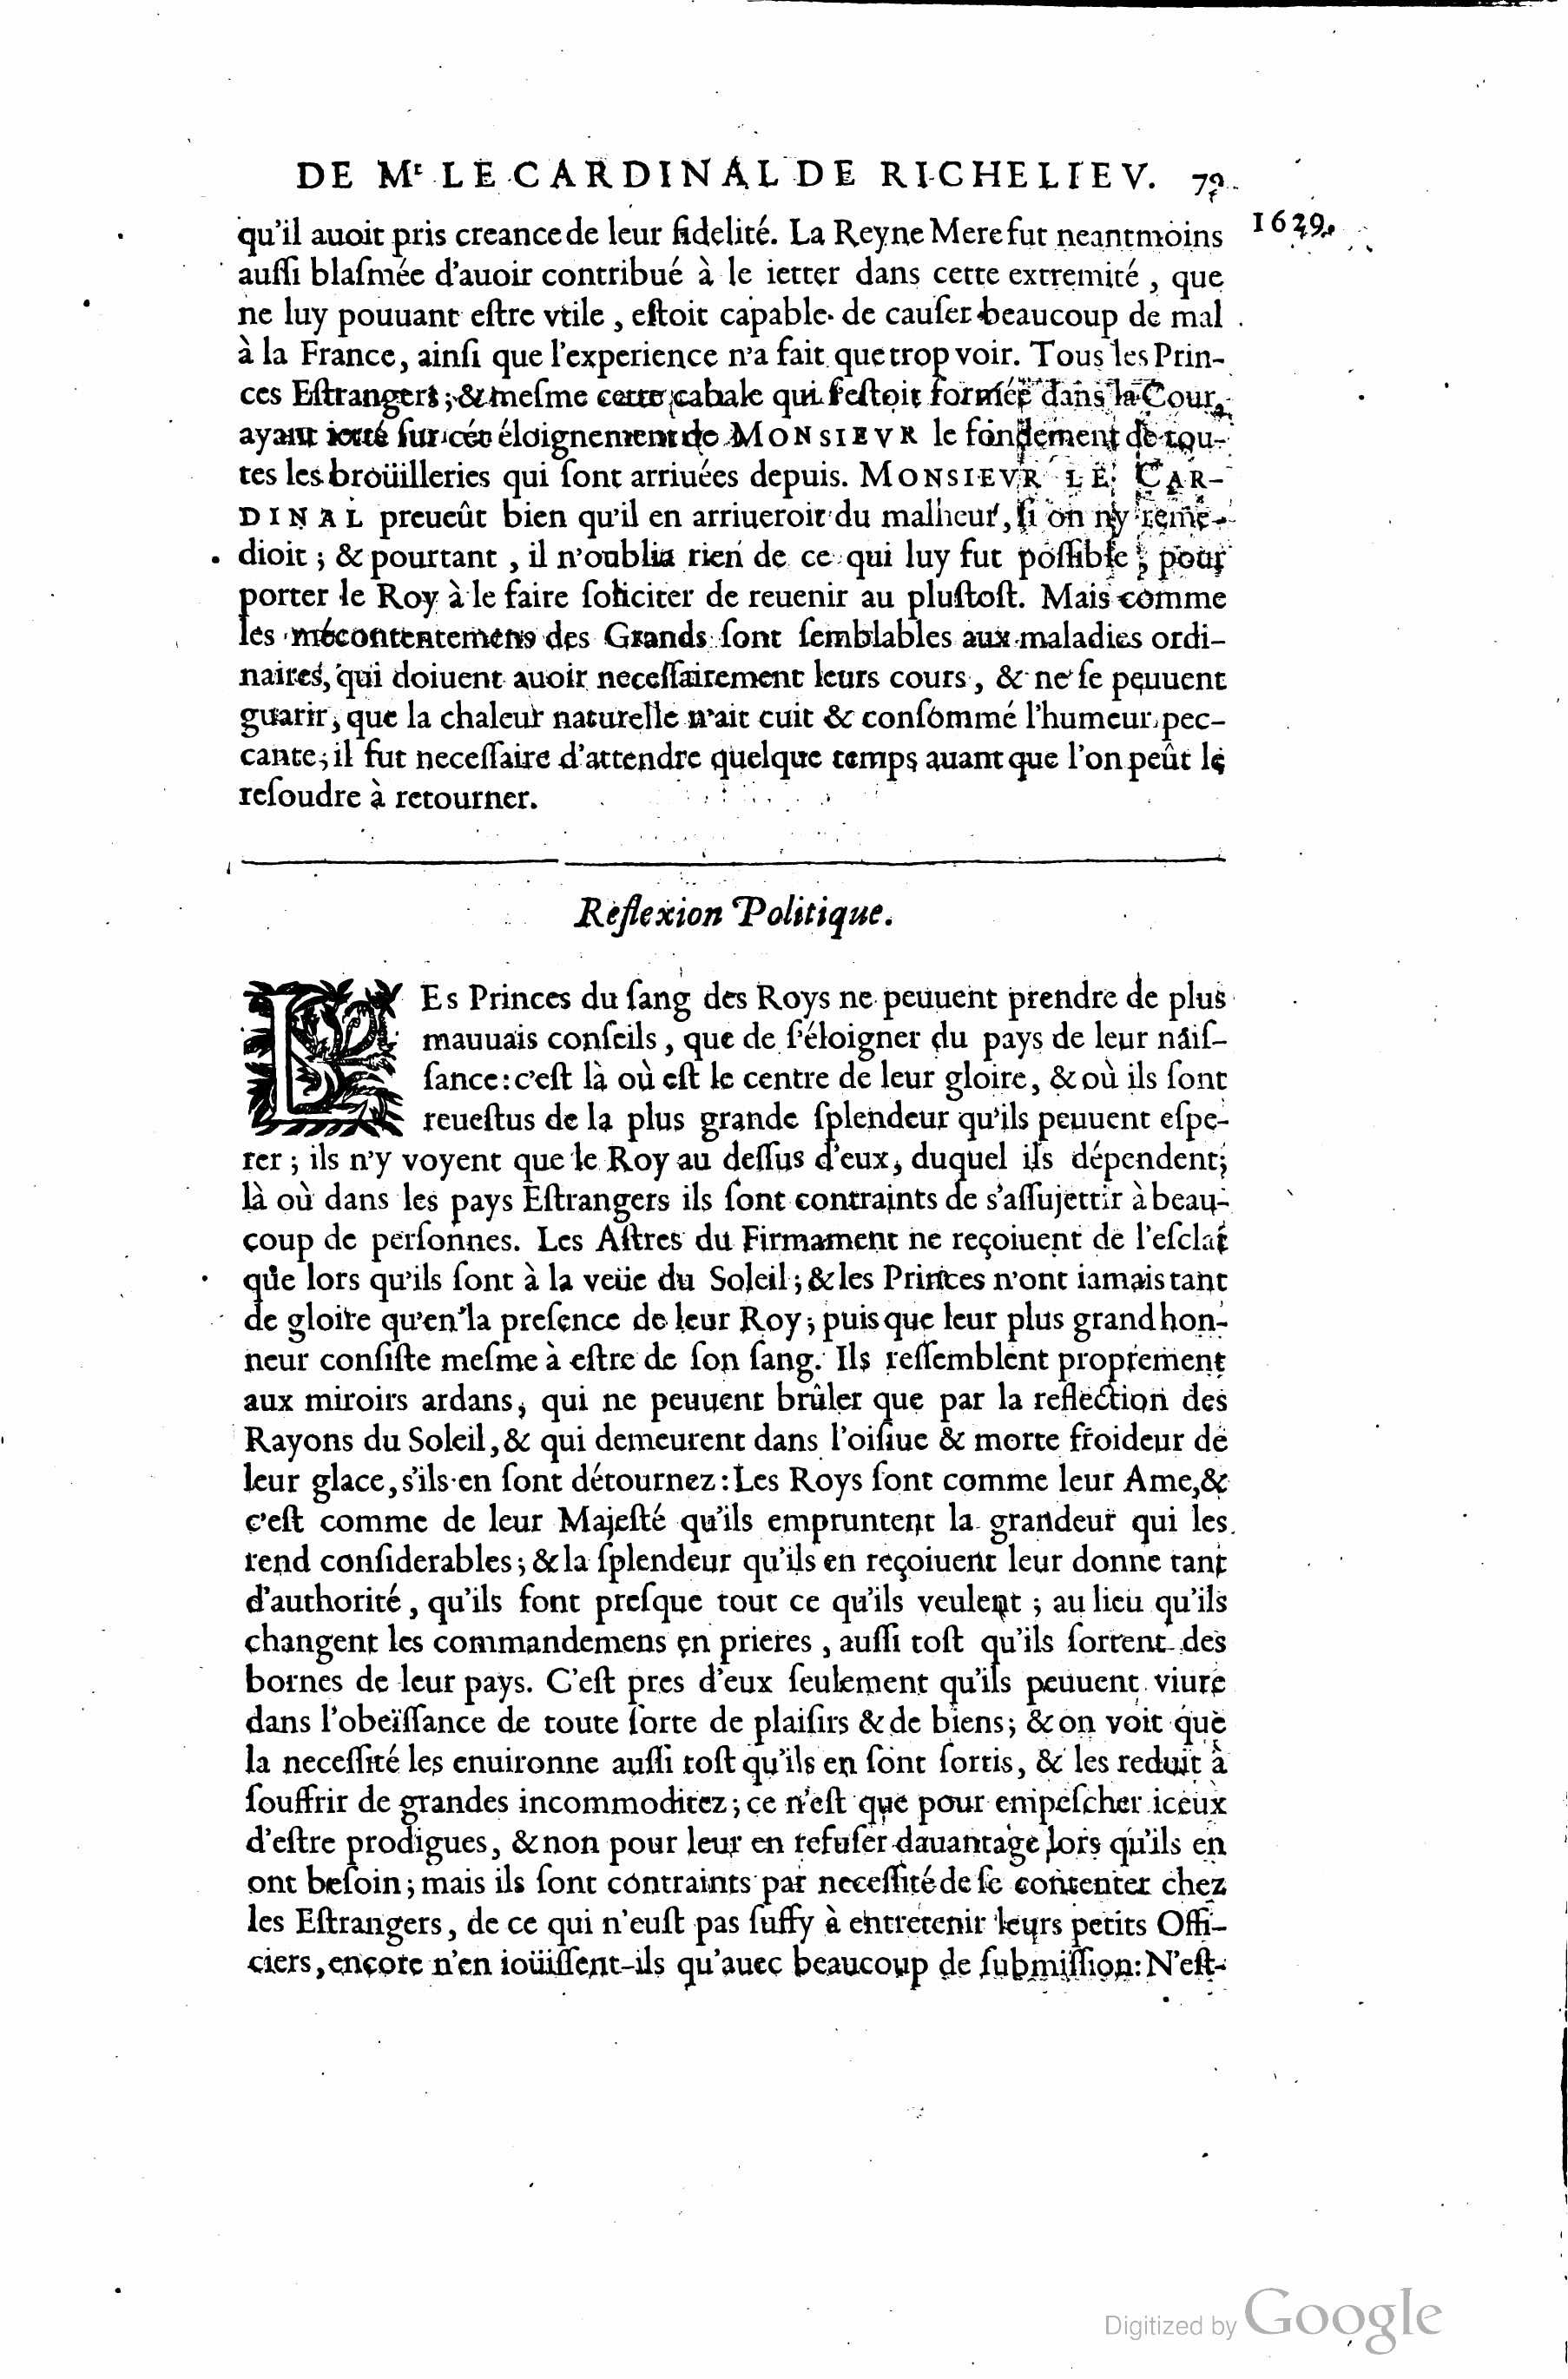 DE Mr LE CARDINAL DE RICHELIEV. 79
1629.
qu'il auoit pris creance de leur fidelité. La Reyne Mere fut neantmoins
auſſi blaſmée d'auoir contribué à le ietter dans cette extremité, que
ne luy pouuant eſtre vtile, eſtoit capable de cauſer beaucoup de mal
à la France, ainſi que l'experience n'a fait que trop voir. Tous les Prin-
ces Eſtrangers; & meſme cette cabale qui ſ'eſtoit formée dans la Cour,
ayant ietté ſur cét éloignement de MONSIEVR le fondement de tou-
tes les broüilleries qui ſont arriuées depuis. MONSIEVR LE CAR-
DINAL preueût bien qu'il en arriueroit du malheur, ſi on n'y reme-
dioit; & pourtant, il n'oublia rien de ce qui luy fut poſſible, pour
porter le Roy à le faire ſoliciter de reuenir au pluſtoſt. Mais comme
les mécontentemens des Grands ſont ſemblables aux maladies ordi-
naires, qui doiuent auoir neceſſairement leurs cours, & ne ſe peuuent
guarir, que la chaleur naturelle n'ait cuit & conſommé l'humeur pec-
cante; il fut neceſſaire d'attendre quelque temps auant que l'on peût le
reſoudre à retourner.
Reflexion Politique.
LEs Princes du ſang des Roys ne peuuent prendre de plus
mauuais conſeils, que de ſ'éloigner du pays de leur naiſ-
ſance: c'eſt là où eſt le centre de leur gloire, & où ils ſont
reueſtus de la plus grande ſplendeur qu'ils peuuent eſpe-
rer; ils n'y voyent que le Roy au deſſus d'eux, duquel ils dépendent;
là où dans les pays Eſtrangers ils ſont contraints de s'aſſujettir à beau-
coup de perſonnes. Les Aſtres du Firmament ne reçoiuent de l'eſclat
que lors qu'ils ſont à la veüe du Soleil; & les Princes n'ont iamais tant
de gloire qu'en la preſence de leur Roy; puis que leur plus grand hon-
neur conſiſte meſme à eſtre de ſon ſang. Ils reſſemblent proprement
aux miroirs ardans, qui ne peuuent brûler que par la reflection des
Rayons du Soleil, & qui demeurent dans l'oiſiue & morte froideur de
leur glace, s'ils en ſont détournez: Les Roys ſont comme leur Ame, &
c'eſt comme de leur Majeſté qu'ils empruntent la grandeur qui les
rend conſiderables; & la ſplendeur qu'ils en reçoiuent leur donne tant
d'authorité, qu'ils font preſque tout ce qu'ils veulent; au lieu qu'ils
changent les commandemens en prieres, auſſi toſt qu'ils ſortent des
bornes de leur pays. C'eſt pres d'eux ſeulement qu'ils peuuent viure
dans l'obeïſſance de toute ſorte de plaiſirs & de biens; & on voit que
la neceſſité les enuironne auſſi toſt qu'ils en ſont ſortis, & les reduit à
ſouffrir de grandes incommoditez; ce n'eſt que pour empeſcher iceux
d'eſtre prodigues, & non pour leur en refuſer dauantage lors qu'ils en
ont beſoin; mais ils ſont contraints par neceſſité de ſe contenter chez
les Eſtrangers, de ce qui n'euſt pas ſuffy à entretenir leurs petits Offi-
ciers, encore n'en ioüiſſent-ils qu'auec beaucoup de ſubmiſſion: N'eſt-
Digitized by Google